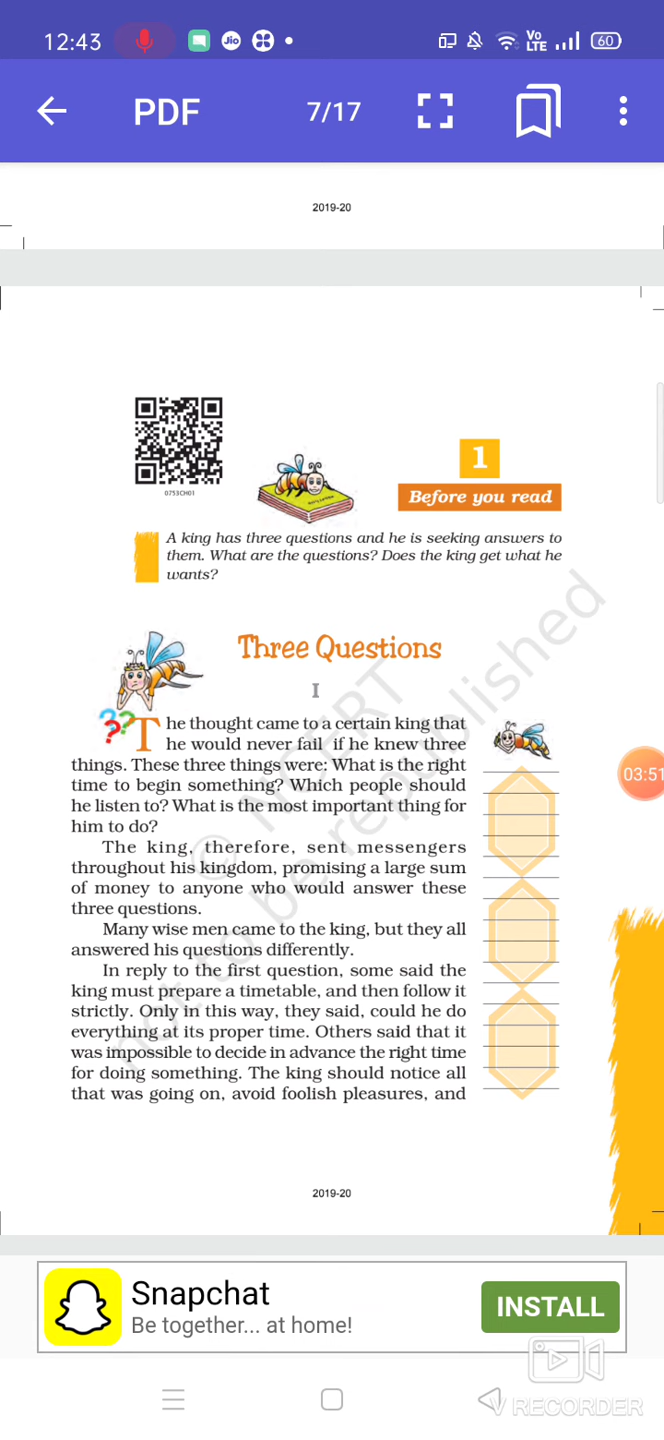 12:43
Jio
Vo
LTE
60
PDF
7/17
2019-20
0753CH01
1
Before you read
A king has three questions and he is seeking answers to
them. What are the questions? Does the king get what he
wants?
Three Questions
I
The thought came to a certain king that
he would never fail if he knew three
things. These three things were: What is the right
time to begin something? Which people should
he listen to? What is the most important thing for
him to do?
The king, therefore, sent messengers
throughout his kingdom, promising a large sum
of money to anyone who would answer these
three questions.
Many wise men came to the king, but they all
answered his questions differently.
In reply to the first question, some said the
king must prepare a timetable, and then follow it
strictly. Only in this way, they said, could he do
everything at its proper time. Others said that it
was impossible to decide in advance the right time
for doing something. The king should notice all
that was going on, avoid foolish pleasures, and
© NCERT
not to be republished
03:51
2019-20
Snapchat
Be together... at home!
INSTALL
V RECORDER